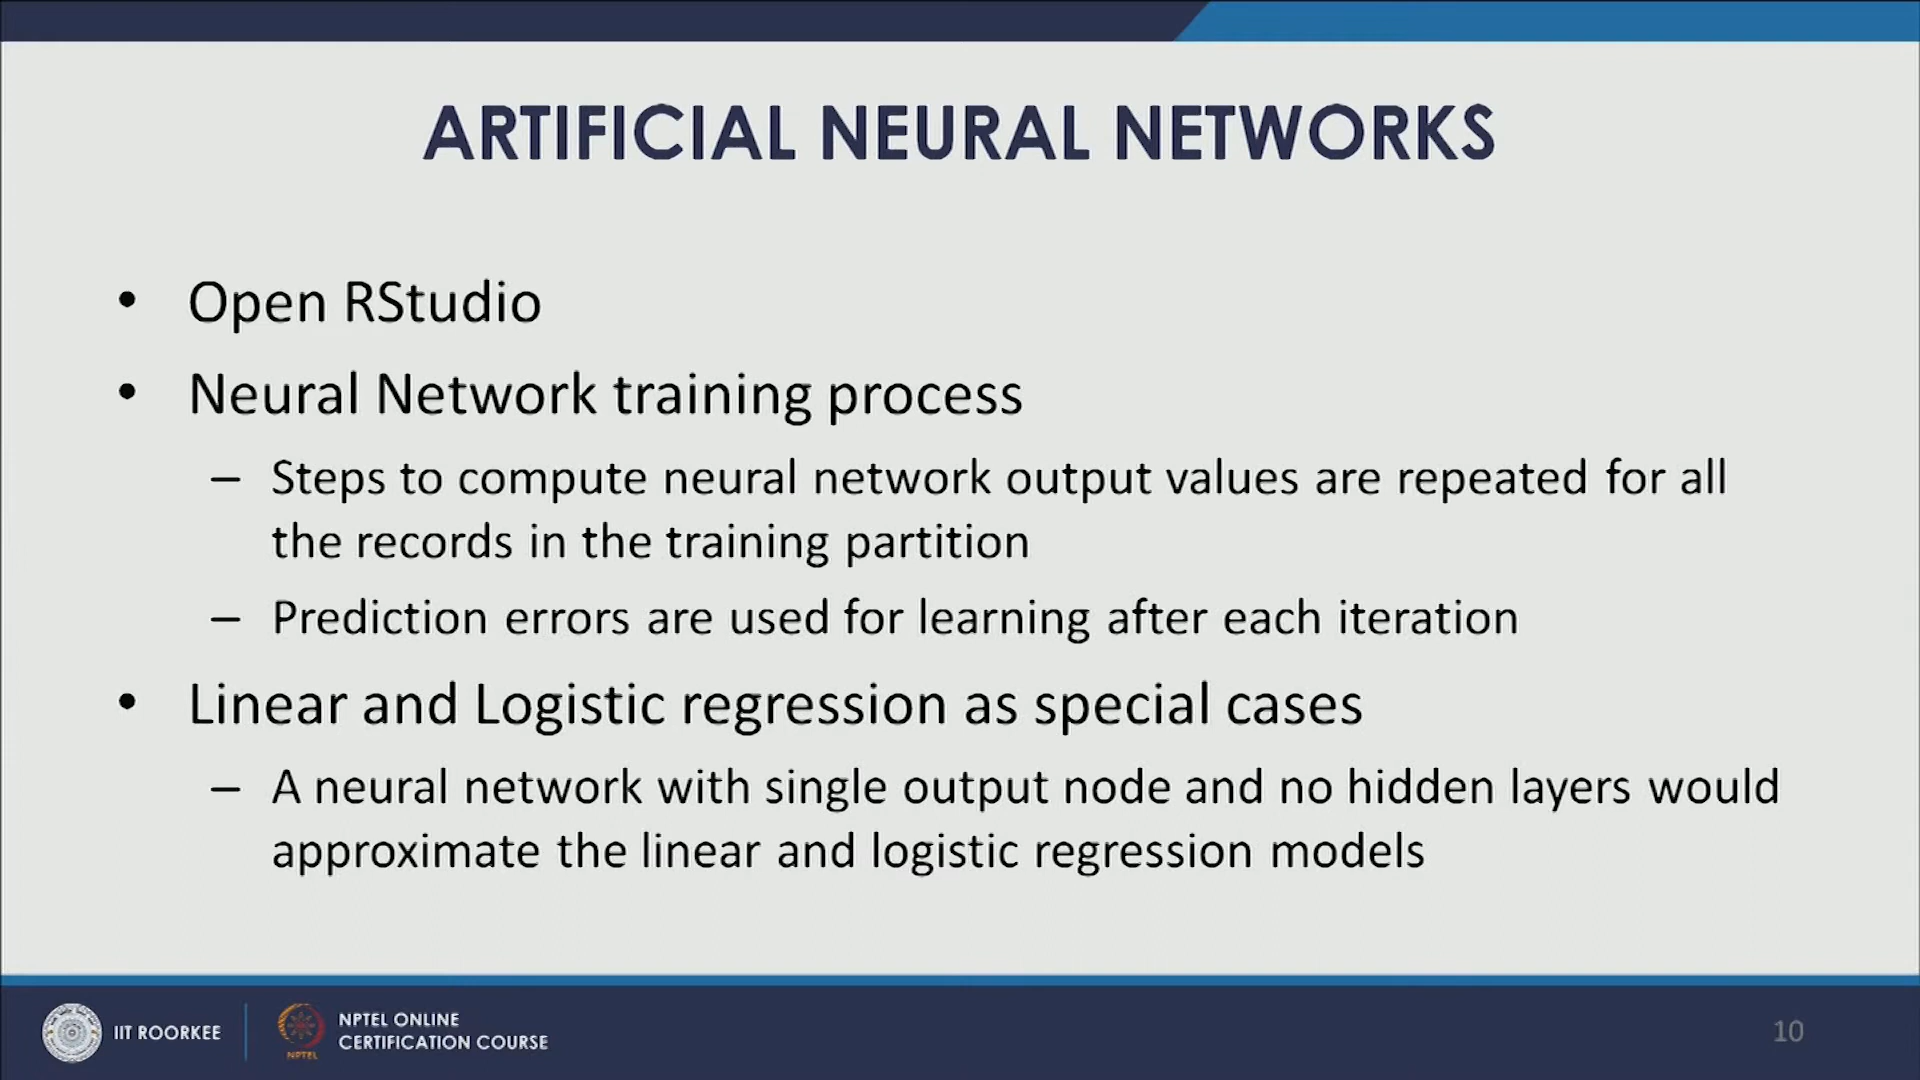 ARTIFICIAL NEURAL NETWORKS
• Open RStudio
• Neural Network training process
– Steps to compute neural network output values are repeated for all
the records in the training partition
– Prediction errors are used for learning after each iteration
• Linear and Logistic regression as special cases
– A neural network with single output node and no hidden layers would
approximate the linear and logistic regression models
IIT ROORKEE
NPTEL
NPTEL ONLINE
CERTIFICATION COURSE
10